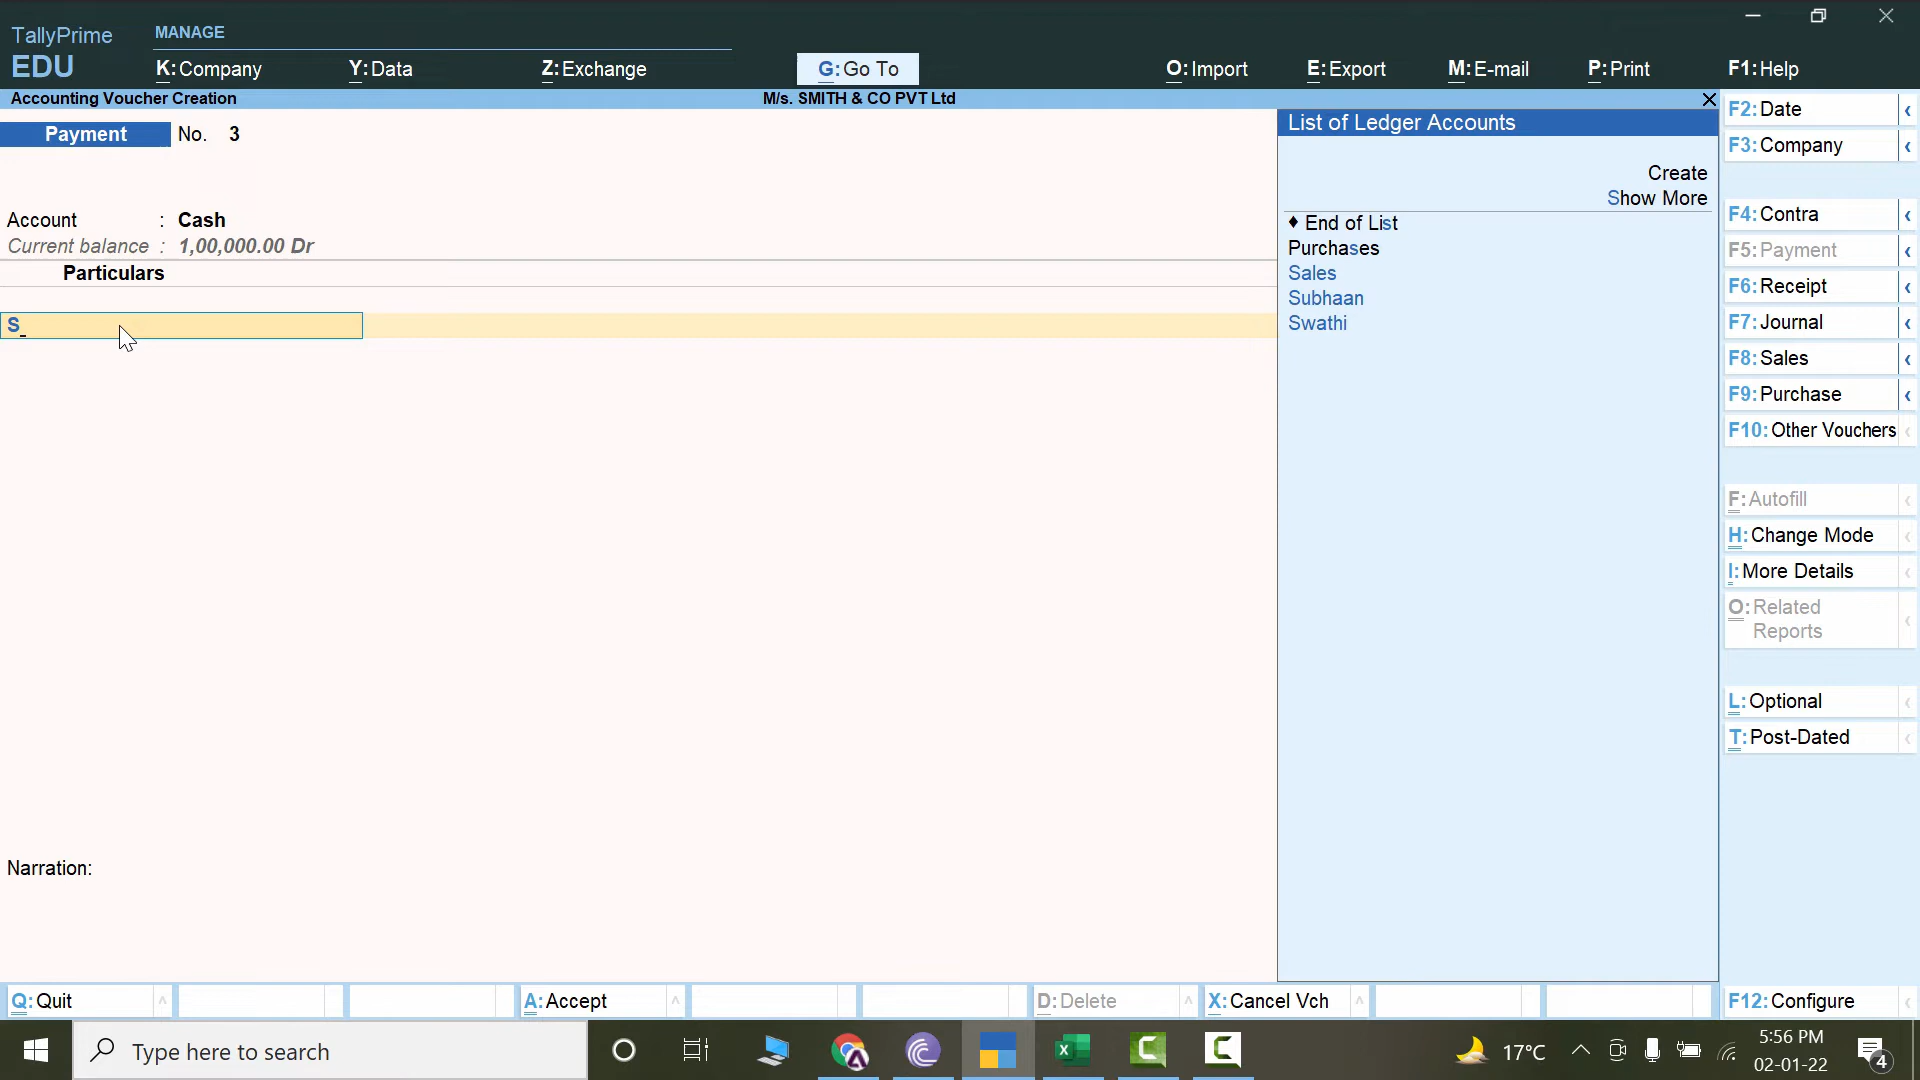 TallyPrime
EDU
MANAGE
K:Company
Y:Data
Z:Exchange
G:Go To
O:Import
E:Export
M:E-mail
P:Print
F1:Help
Accounting Voucher Creation
M/s. SMITH & CO PVT Ltd
Payment No. 3
Account : Cash
Current balance : 1,00,000.00 Dr
Particulars
S
Narration:
List of Ledger Accounts
Create
Show More
♦ End of List
Purchases
Sales
Subhaan
Swathi
F2:Date
F3:Company
F4:Contra
F5:Payment
F6:Receipt
F7:Journal
F8:Sales
F9:Purchase
F10:Other Vouchers
F:Autofill
H:Change Mode
I:More Details
O:Related
Reports
L:Optional
T:Post-Dated
Q:Quit
A:Accept
D:Delete
X:Cancel Vch
F12:Configure
Type here to search
17°C
5:56 PM
02-01-22
4